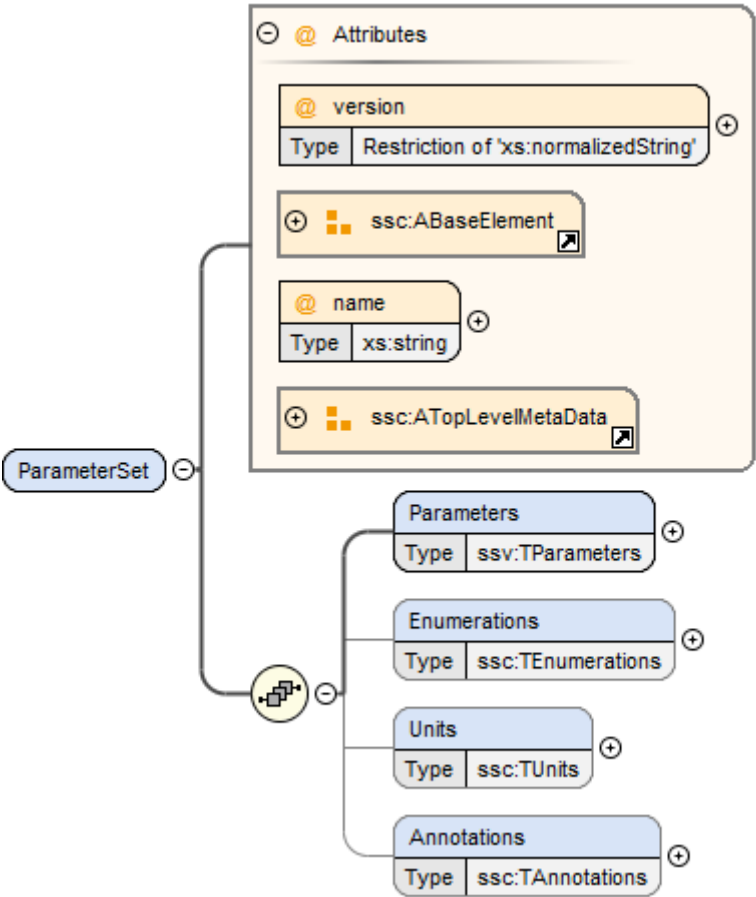 @ Attributes
@ version
Type Restriction of 'xs:normalizedString'
ssc:ABaseElement
@ name
Type xs:string
ssc:ATopLevelMetaData
ParameterSet
Parameters
Type ssv:TParameters
Enumerations
Type ssc:TEnumerations
Units
Type ssc:TUnits
Annotations
Type ssc:TAnnotations